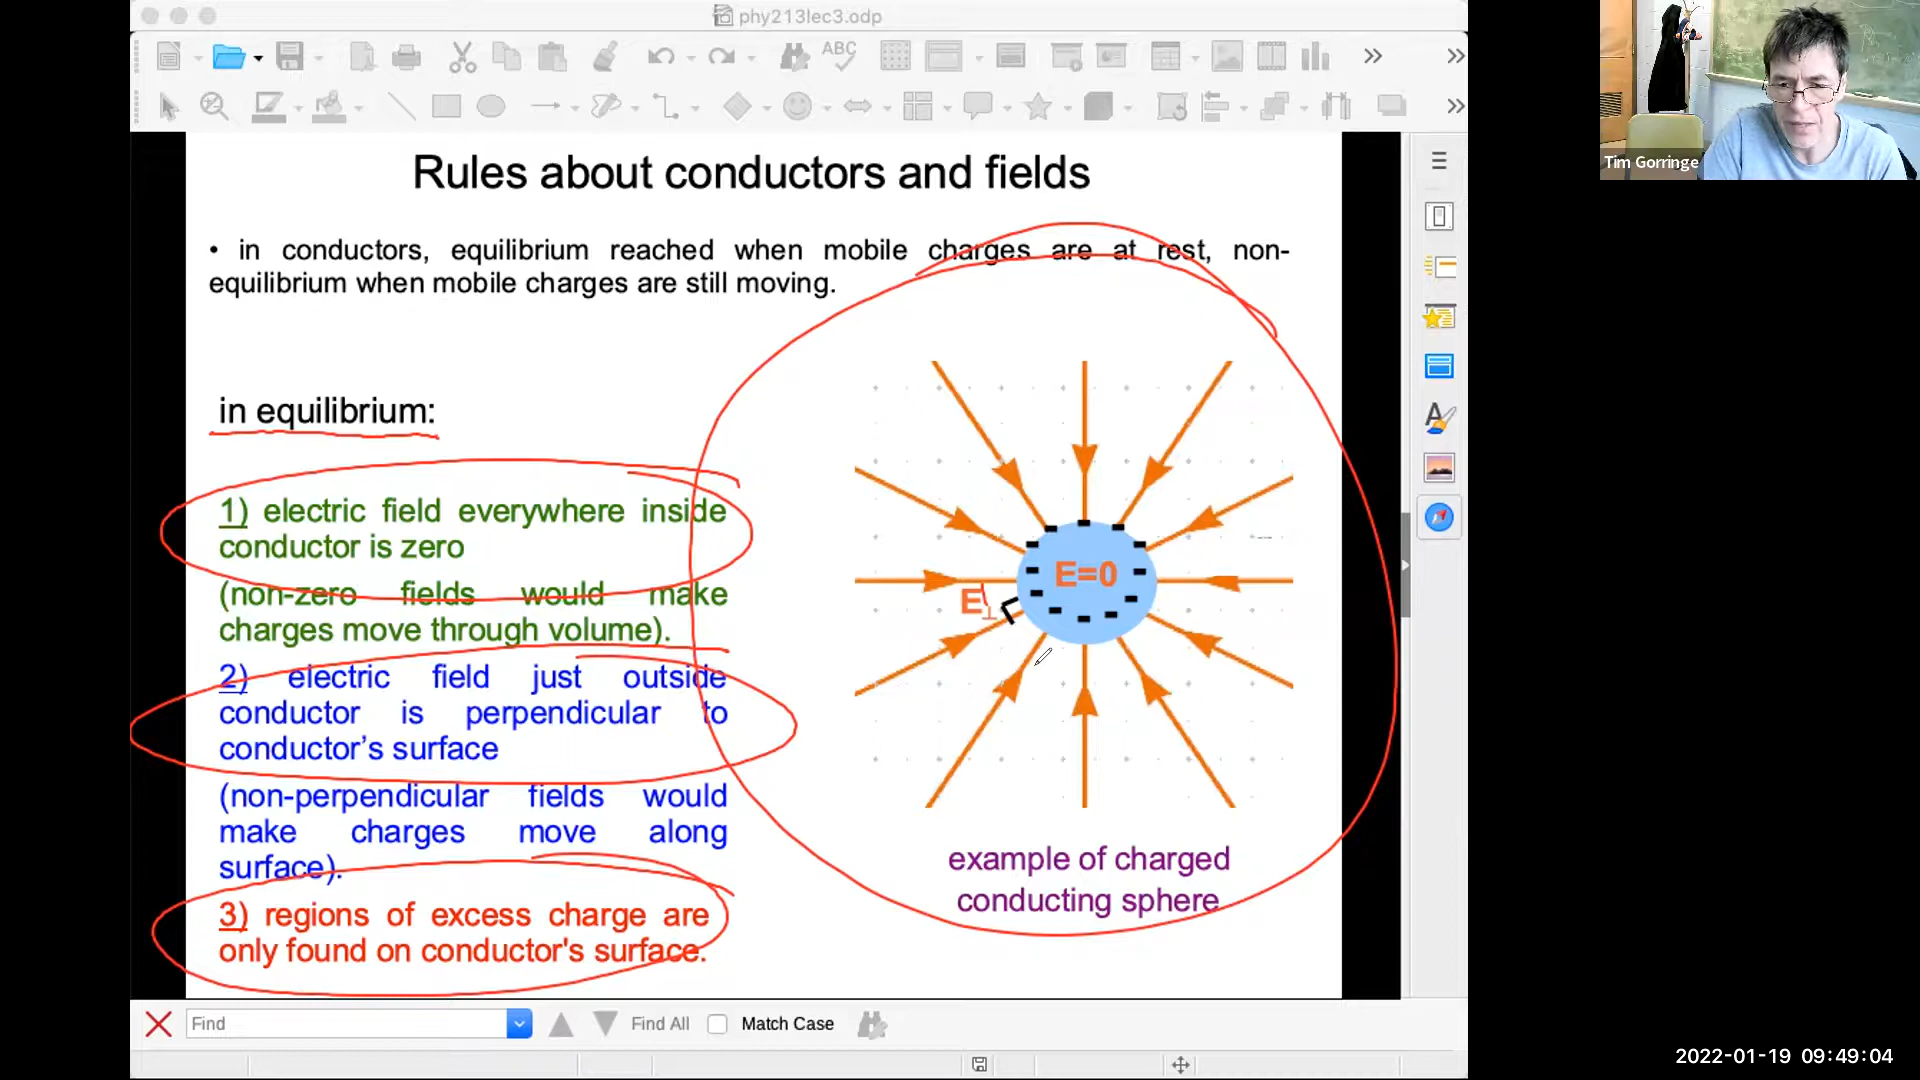 phy213lec3.odp
ABC
Tim Gorringe
Rules about conductors and fields
• in conductors, equilibrium reached when mobile charges are at rest, non-
equilibrium when mobile charges are still moving.
in equilibrium:
1) electric field everywhere inside
conductor is zero
(non-zero fields would make
charges move through volume).
2) electric field just outside
conductor is perpendicular to
conductor’s surface
(non-perpendicular fields would
make charges move along
surface).
3) regions of excess charge are
only found on conductor's surface.
E=0
E⊥
example of charged
conducting sphere
Find
Find All
Match Case
2022-01-19 09:49:04